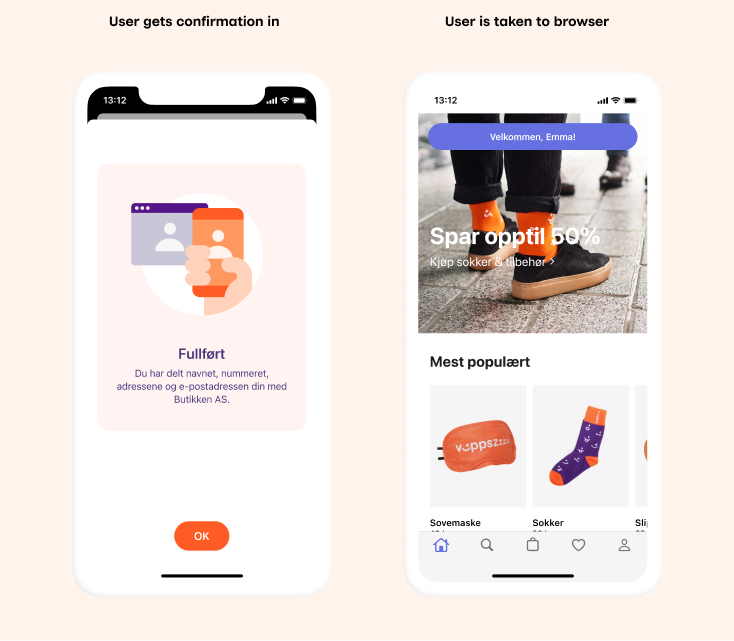 User gets confirmation in
User is taken to browser
13:12
Fullført
Du har delt navnet, nummeret,
adressene og e-postadressen din med
Butikken AS.
OK
13:12
Velkommen, Emma!
Spar opptil 50%
Kjøp sokker & tilbehør >
Mest populært
vippszzz
Sovemaske
Sokker